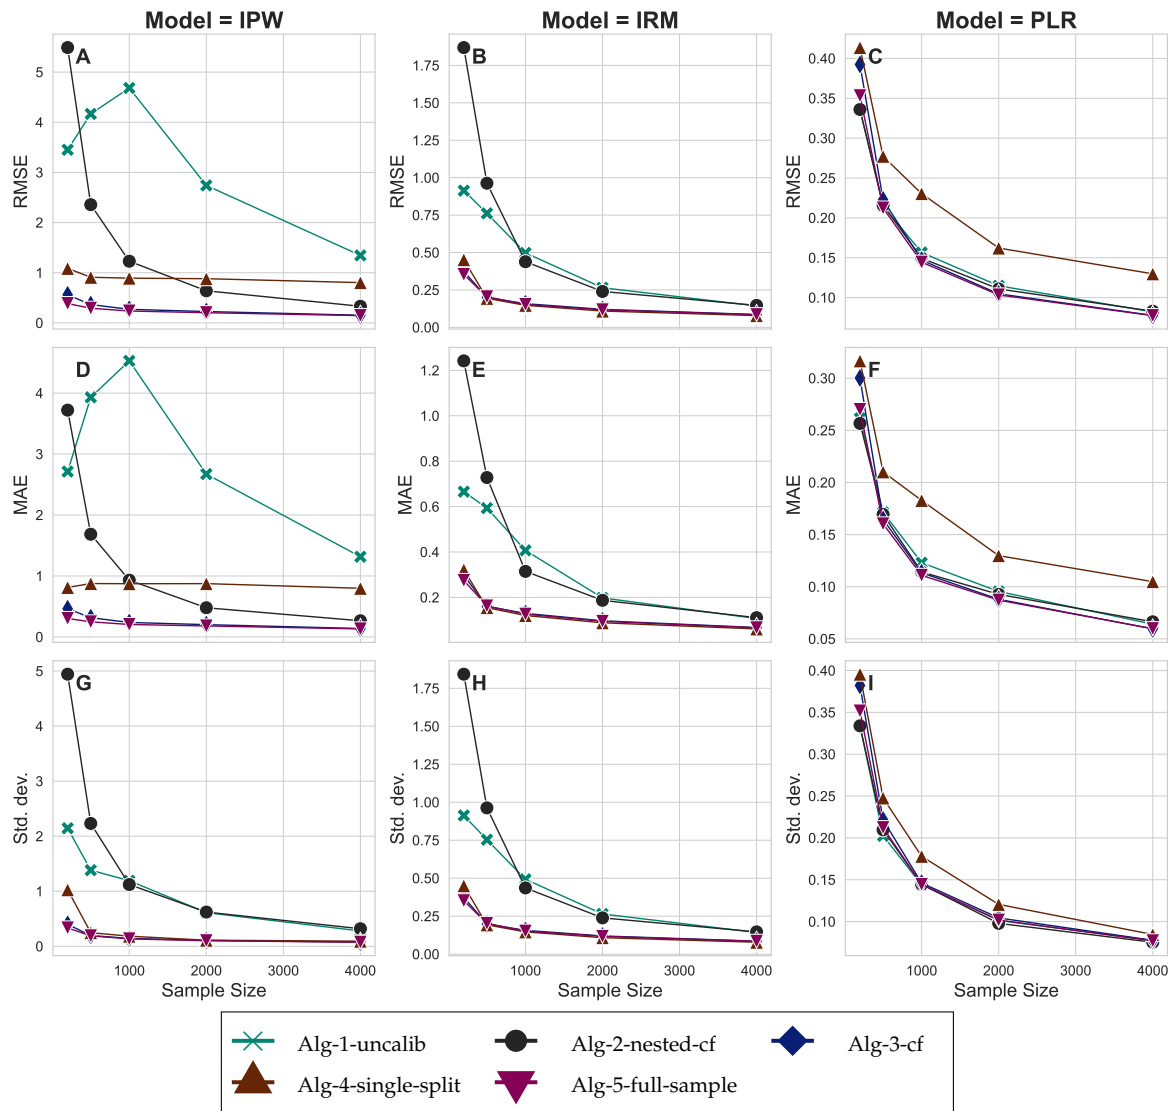 Model = IPW
Model = IRM
Model = PLR
A
RMSE
5
4
3
2
1
0
B
RMSE
1.75
1.50
1.25
1.00
0.75
0.50
0.25
0.00
C
RMSE
0.40
0.35
0.30
0.25
0.20
0.15
0.10
D
MAE
4
3
2
1
0
E
MAE
1.2
1.0
0.8
0.6
0.4
0.2
F
MAE
0.30
0.25
0.20
0.15
0.10
0.05
G
Std. dev.
5
4
3
2
1
0
1000 2000 3000 4000
Sample Size
H
Std. dev.
1.75
1.50
1.25
1.00
0.75
0.50
0.25
0.00
1000 2000 3000 4000
Sample Size
I
Std. dev.
0.40
0.35
0.30
0.25
0.20
0.15
0.10
1000 2000 3000 4000
Sample Size
Alg-1-uncalib Alg-2-nested-cf Alg-3-cf
Alg-4-single-split Alg-5-full-sample